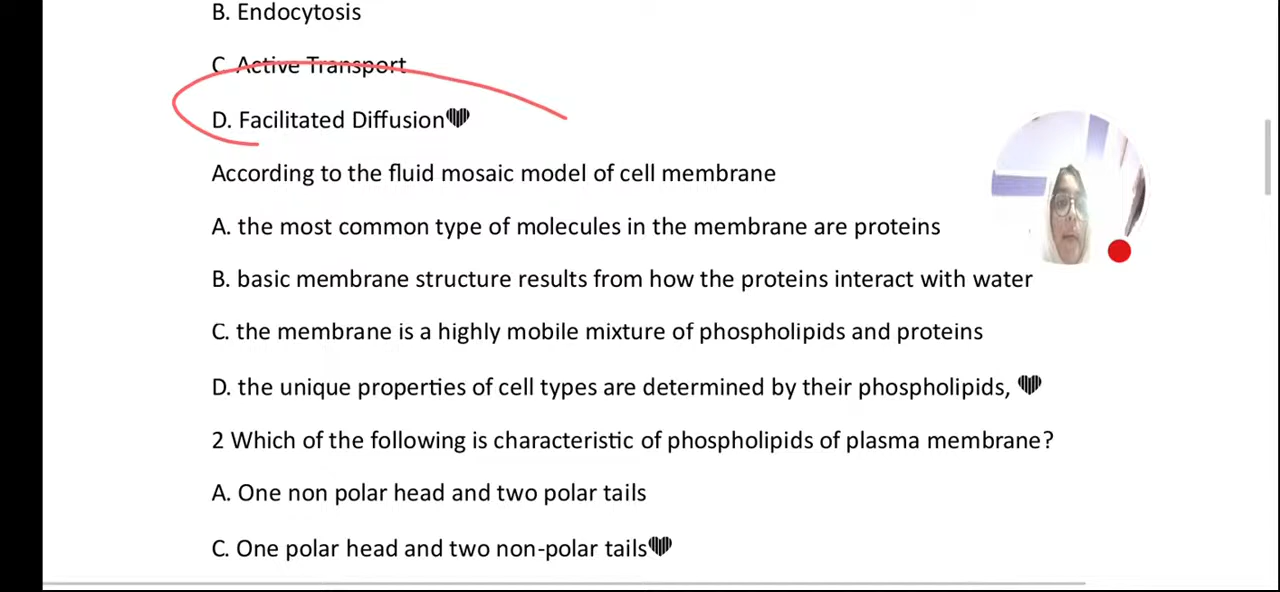 B. Endocytosis
C. Active Transport
D. Facilitated Diffusion
According to the fluid mosaic model of cell membrane
A. the most common type of molecules in the membrane are proteins
B. basic membrane structure results from how the proteins interact with water
C. the membrane is a highly mobile mixture of phospholipids and proteins
D. the unique properties of cell types are determined by their phospholipids,
2 Which of the following is characteristic of phospholipids of plasma membrane?
A. One non polar head and two polar tails
C. One polar head and two non-polar tails